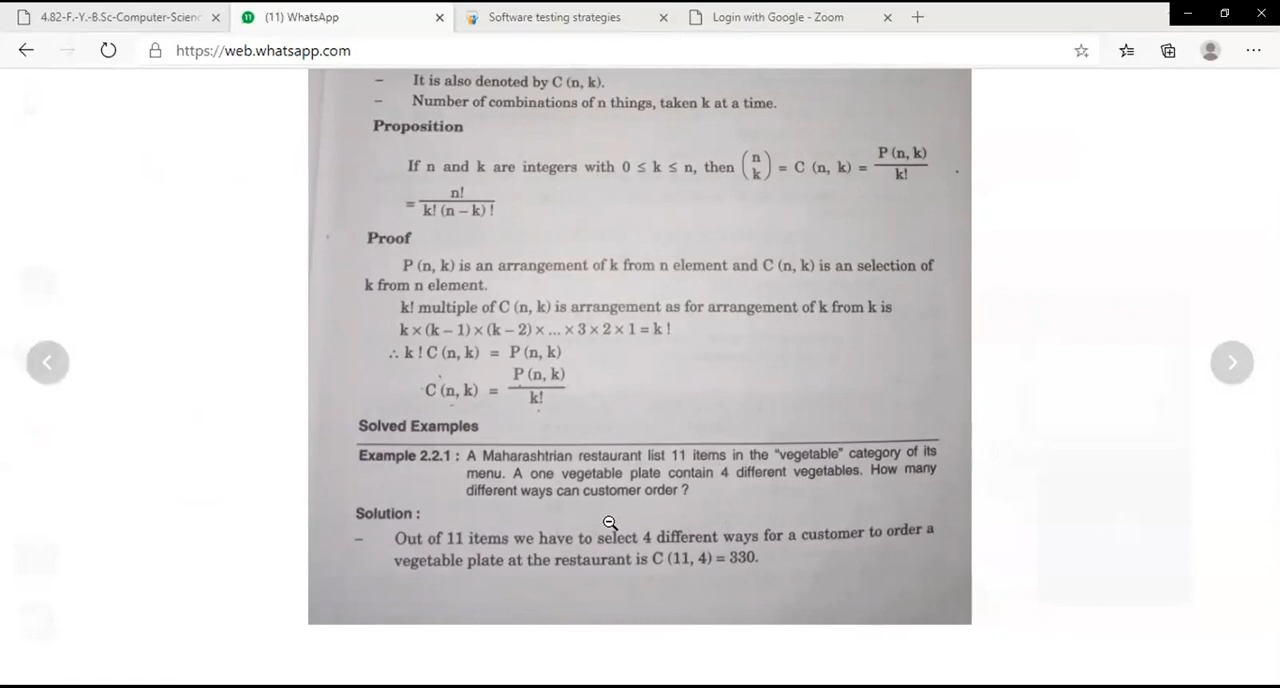 4.82-F.-Y.-B.Sc-Computer-Scienc
(11) WhatsApp
Software testing strategies
Login with Google - Zoom
https://web.whatsapp.com
– It is also denoted by C (n, k).
– Number of combinations of n things, taken k at a time.
Proposition
If n and k are integers with 0 ≤ k ≤ n, then (n k) = C (n, k) = P (n, k) / k!
= n! / k! (n – k) !
Proof
P (n, k) is an arrangement of k from n element and C (n, k) is an selection of
k from n element.
k! multiple of C (n, k) is arrangement as for arrangement of k from k is
k × (k – 1) × (k – 2) × ... × 3 × 2 × 1 = k !
∴ k ! C (n, k) = P (n, k)
C (n, k) = P (n, k) / k!
Solved Examples
Example 2.2.1 : A Maharashtrian restaurant list 11 items in the "vegetable" category of its
menu. A one vegetable plate contain 4 different vegetables. How many
different ways can customer order ?
Solution :
– Out of 11 items we have to select 4 different ways for a customer to order a
vegetable plate at the restaurant is C (11, 4) = 330.